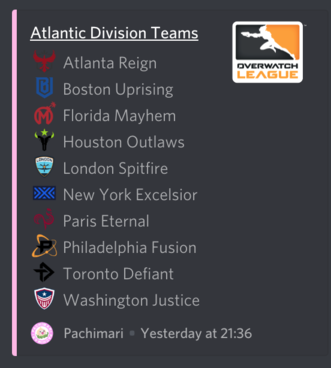 Atlantic Division Teams
OVERWATCH
LEAGUE
Atlanta Reign
Boston Uprising
Florida Mayhem
Houston Outlaws
London Spitfire
New York Excelsior
Paris Eternal
Philadelphia Fusion
Toronto Defiant
Washington Justice
Pachimari • Yesterday at 21:36